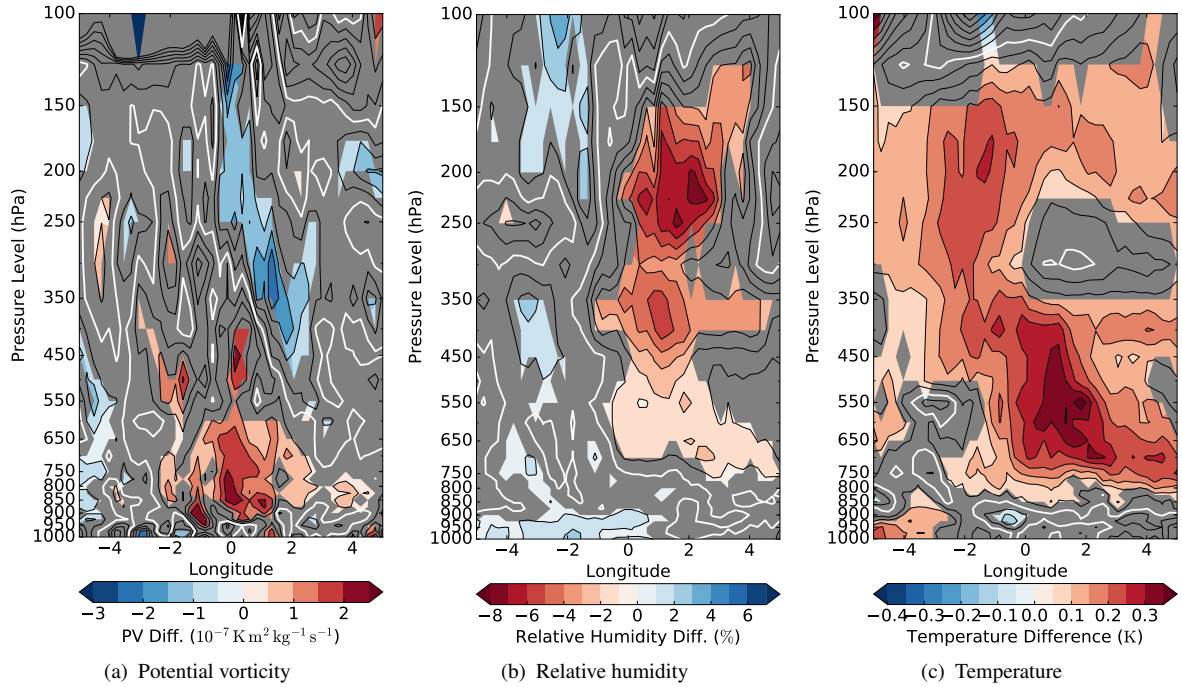 100
150
200
250
350
450
550
650
750
850
900
950
1000
Pressure Level (hPa)
−4 −2 0 2 4
Longitude
−3 −2 −1 0 1 2
PV Diff. (10⁻⁷ K m² kg⁻¹ s⁻¹)
(a) Potential vorticity
100
150
200
250
350
450
550
650
750
850
900
950
1000
Pressure Level (hPa)
−4 −2 0 2 4
Longitude
−8 −6 −4 −2 0 2 4 6
Relative Humidity Diff. (%)
(b) Relative humidity
100
150
200
250
350
450
550
650
750
850
900
950
1000
Pressure Level (hPa)
−4 −2 0 2 4
Longitude
−0.4 −0.3 −0.2 −0.1 0.0 0.1 0.2 0.3
Temperature Difference (K)
(c) Temperature